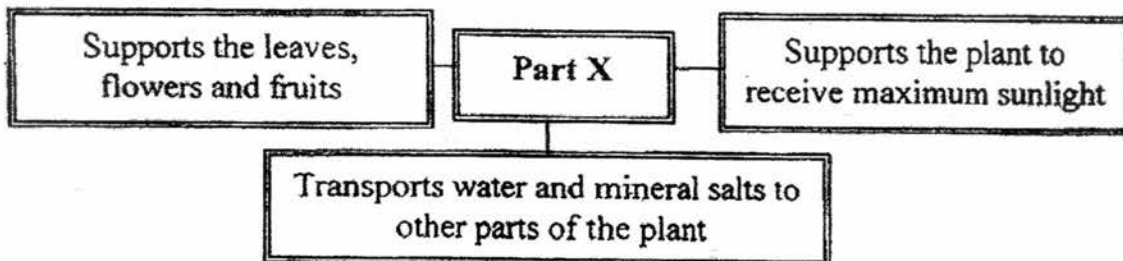 Supports the leaves,
flowers and fruits
Part X
Supports the plant to
receive maximum sunlight
Transports water and mineral salts to
other parts of the plant